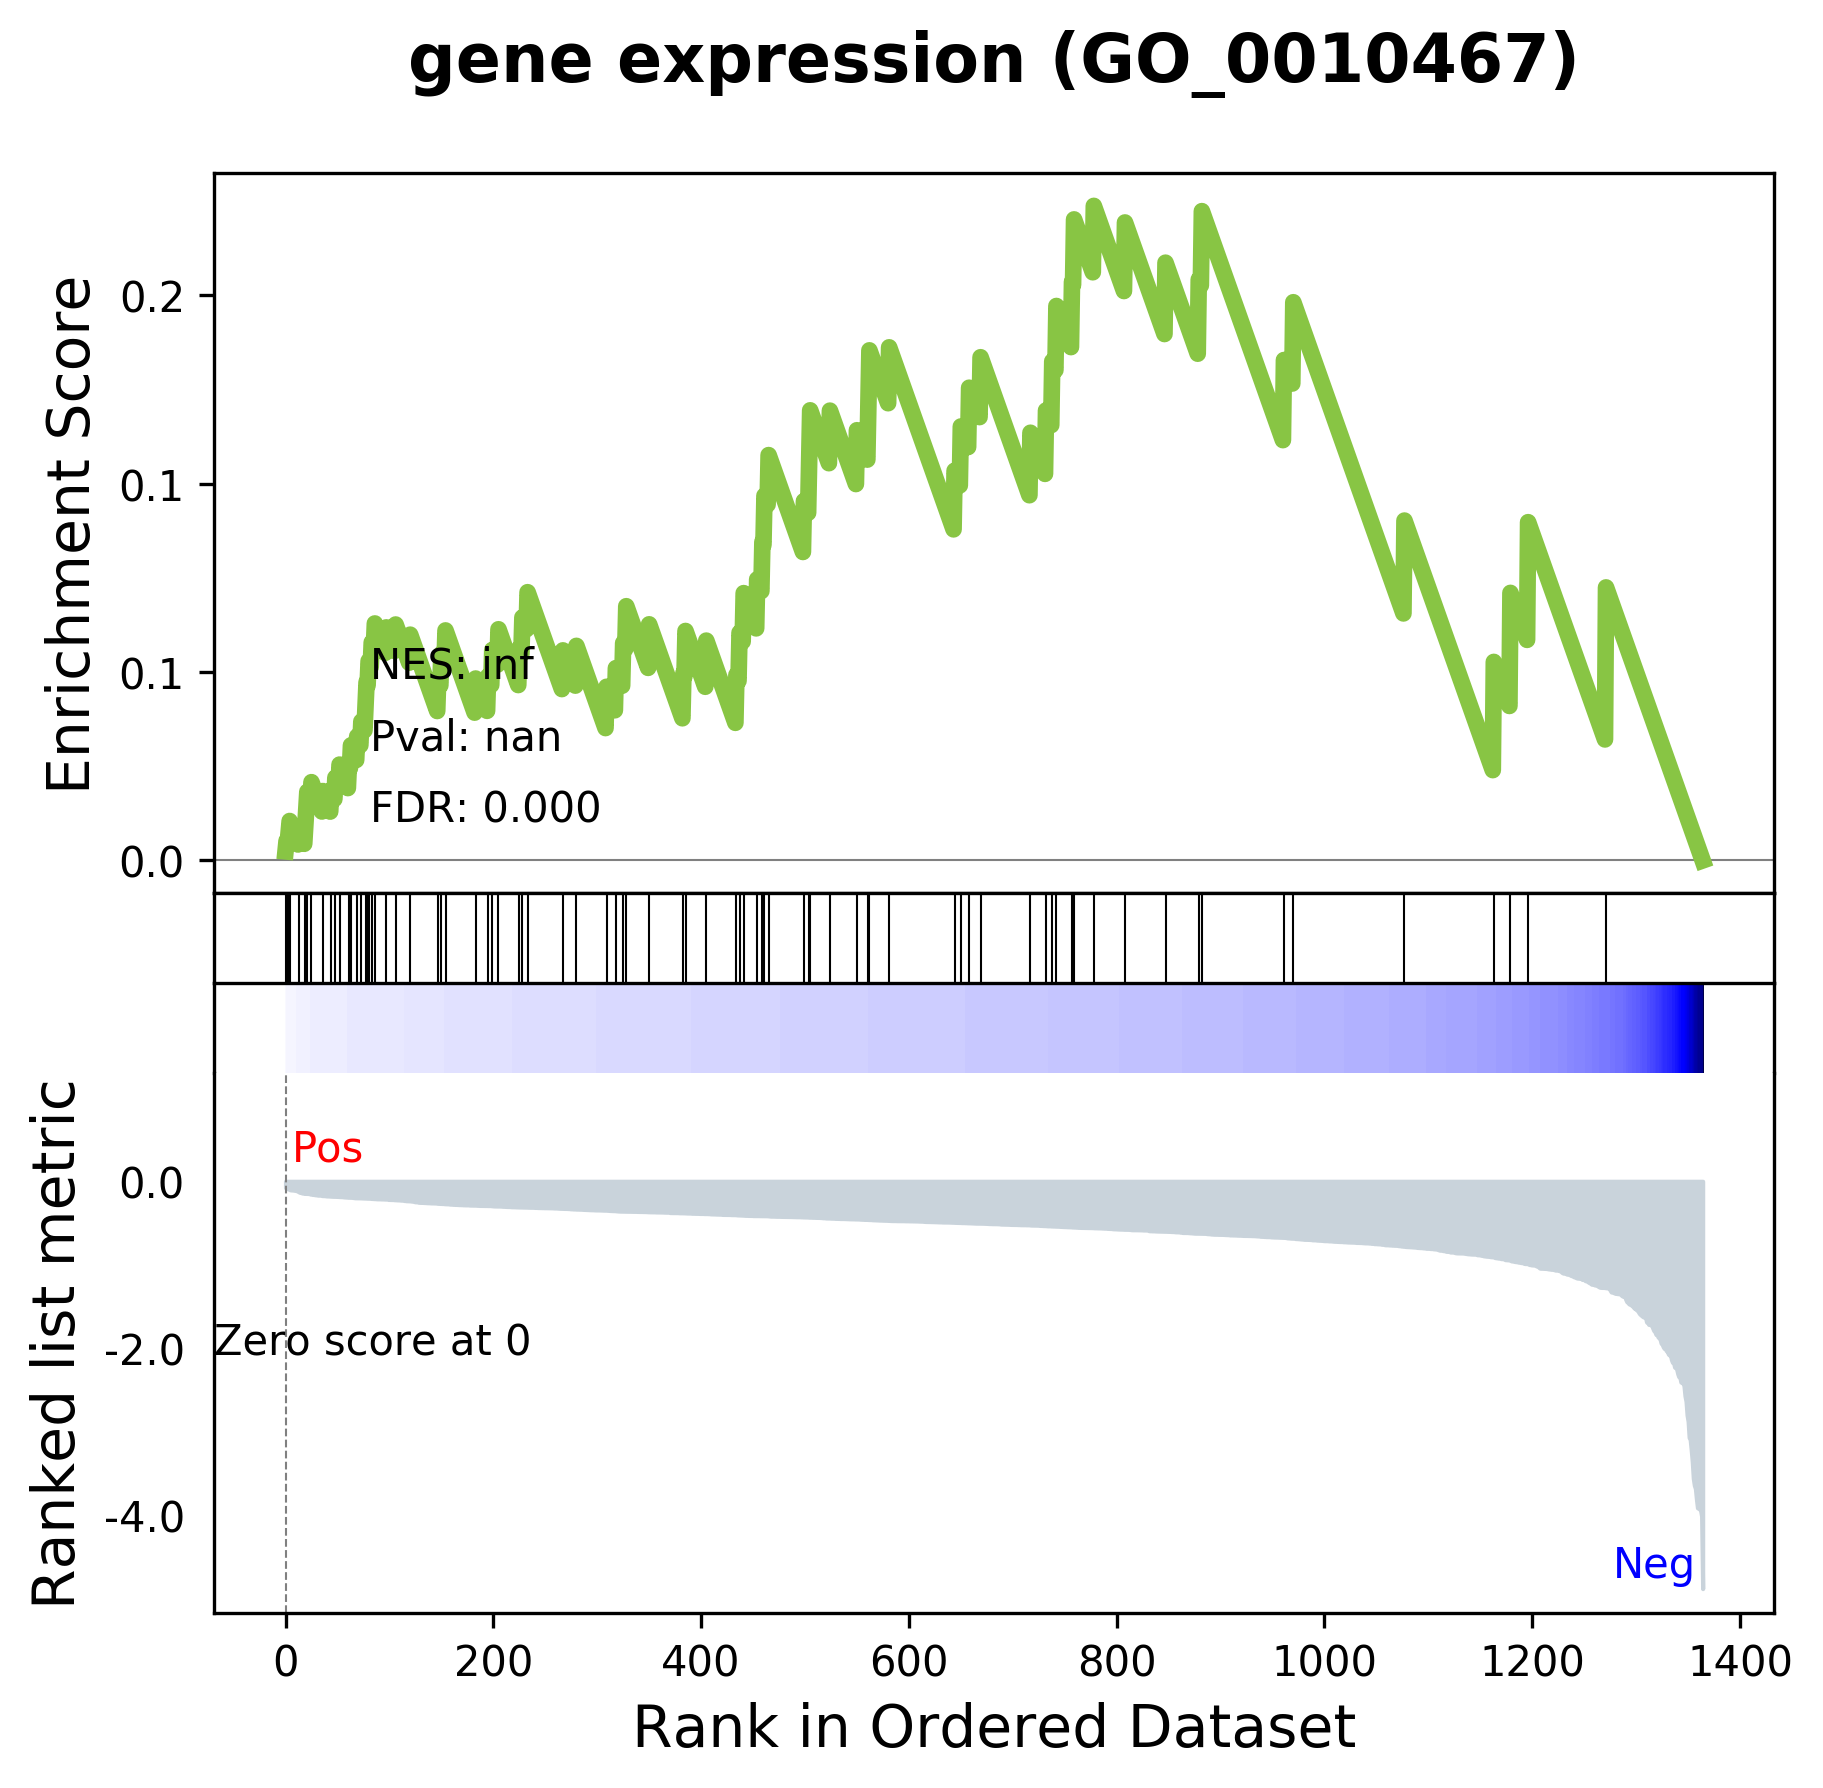 gene expression (GO_0010467)
Enrichment Score
0.2
0.1
0.1
0.0
NES: inf
Pval: nan
FDR: 0.000
Ranked list metric
Pos
0.0
-2.0
-4.0
Zero score at 0
Neg
0 200 400 600 800 1000 1200 1400
Rank in Ordered Dataset